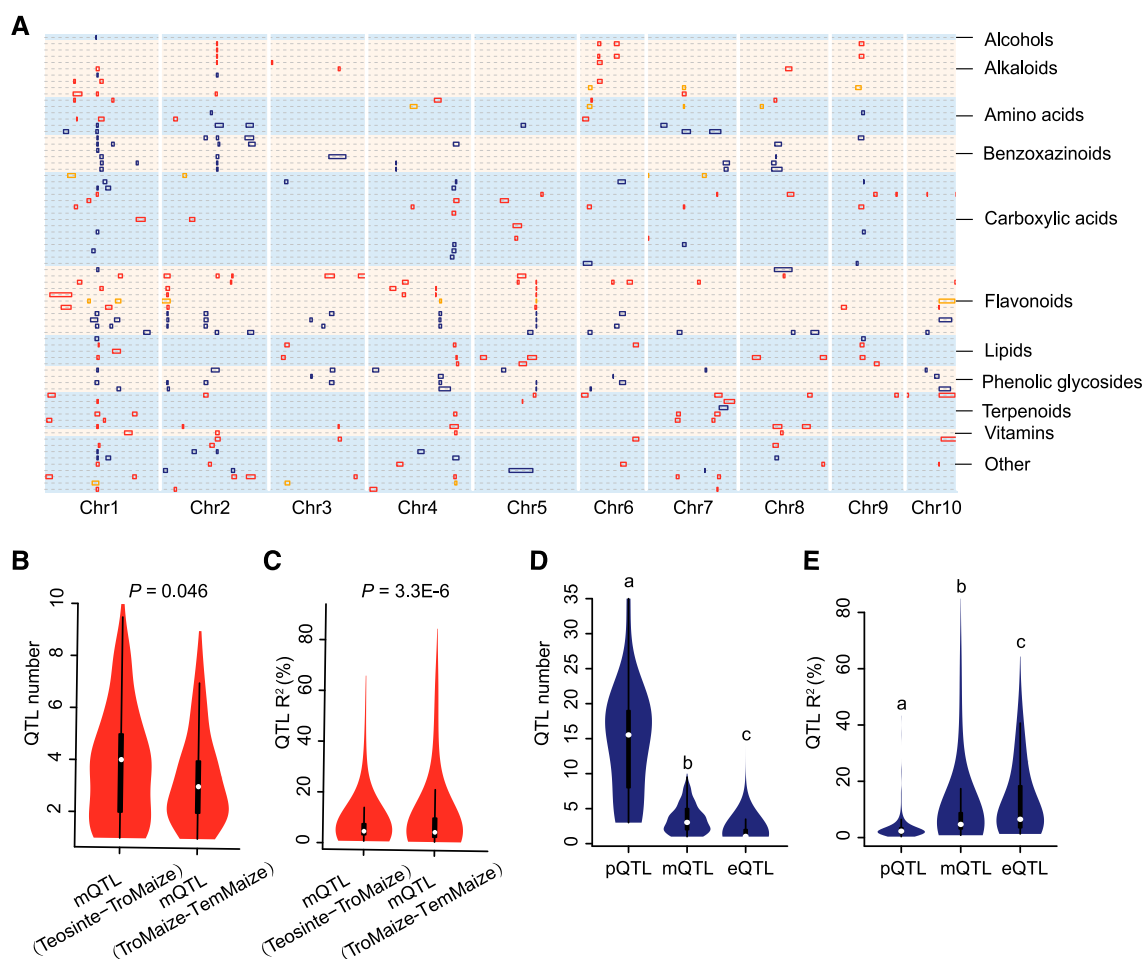 A
Alcohols
Alkaloids
Amino acids
Benzoxazinoids
Carboxylic acids
Flavonoids
Lipids
Phenolic glycosides
Terpenoids
Vitamins
Other
Chr1 Chr2 Chr3 Chr4 Chr5 Chr6 Chr7 Chr8 Chr9 Chr10
B
P = 0.046
QTL number
10
8
6
4
2
mQTL
(Teosinte–TroMaize)
mQTL
(TroMaize-TemMaize)
C
P = 3.3E-6
QTL R² (%)
80
60
40
20
0
mQTL
(Teosinte–TroMaize)
mQTL
(TroMaize-TemMaize)
D
QTL number
35
30
25
20
15
10
5
0
a
b
c
pQTL mQTL eQTL
E
QTL R² (%)
80
60
40
20
0
a
b
c
pQTL mQTL eQTL